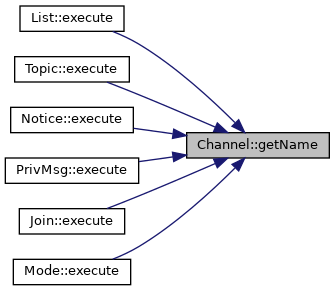 List::execute
Topic::execute
Notice::execute
Channel::getName
PrivMsg::execute
Join::execute
Mode::execute